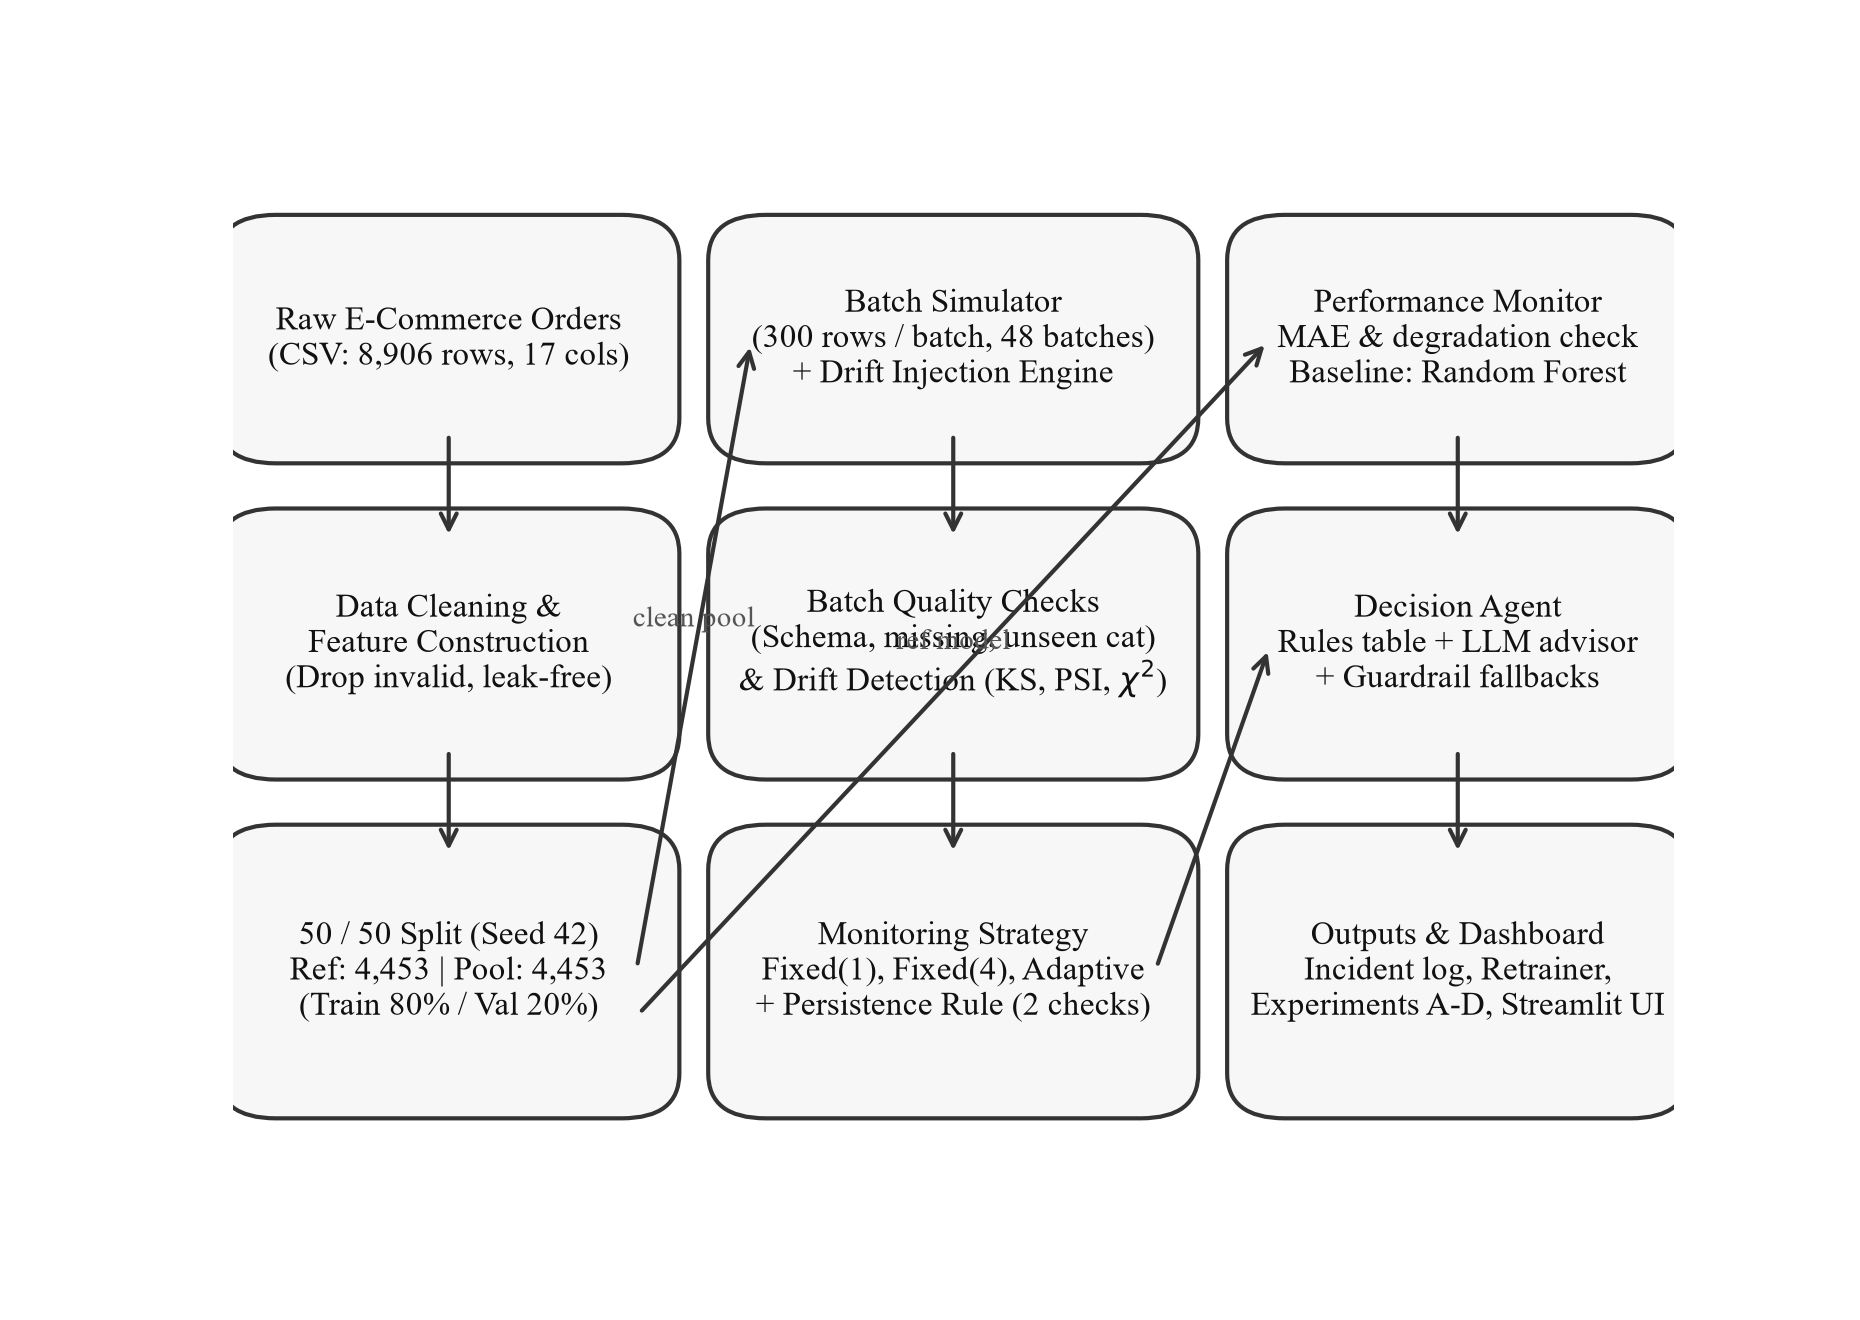 Raw E-Commerce Orders
(CSV: 8,906 rows, 17 cols)
Data Cleaning &
Feature Construction
(Drop invalid, leak-free)
50 / 50 Split (Seed 42)
Ref: 4,453 | Pool: 4,453
(Train 80% / Val 20%)
clean pool
Batch Simulator
(300 rows / batch, 48 batches)
+ Drift Injection Engine
Batch Quality Checks
(Schema, missing, unseen cat)
ref model
& Drift Detection (KS, PSI, χ²)
Monitoring Strategy
Fixed(1), Fixed(4), Adaptive
+ Persistence Rule (2 checks)
Performance Monitor
MAE & degradation check
Baseline: Random Forest
Decision Agent
Rules table + LLM advisor
+ Guardrail fallbacks
Outputs & Dashboard
Incident log, Retrainer,
Experiments A-D, Streamlit UI